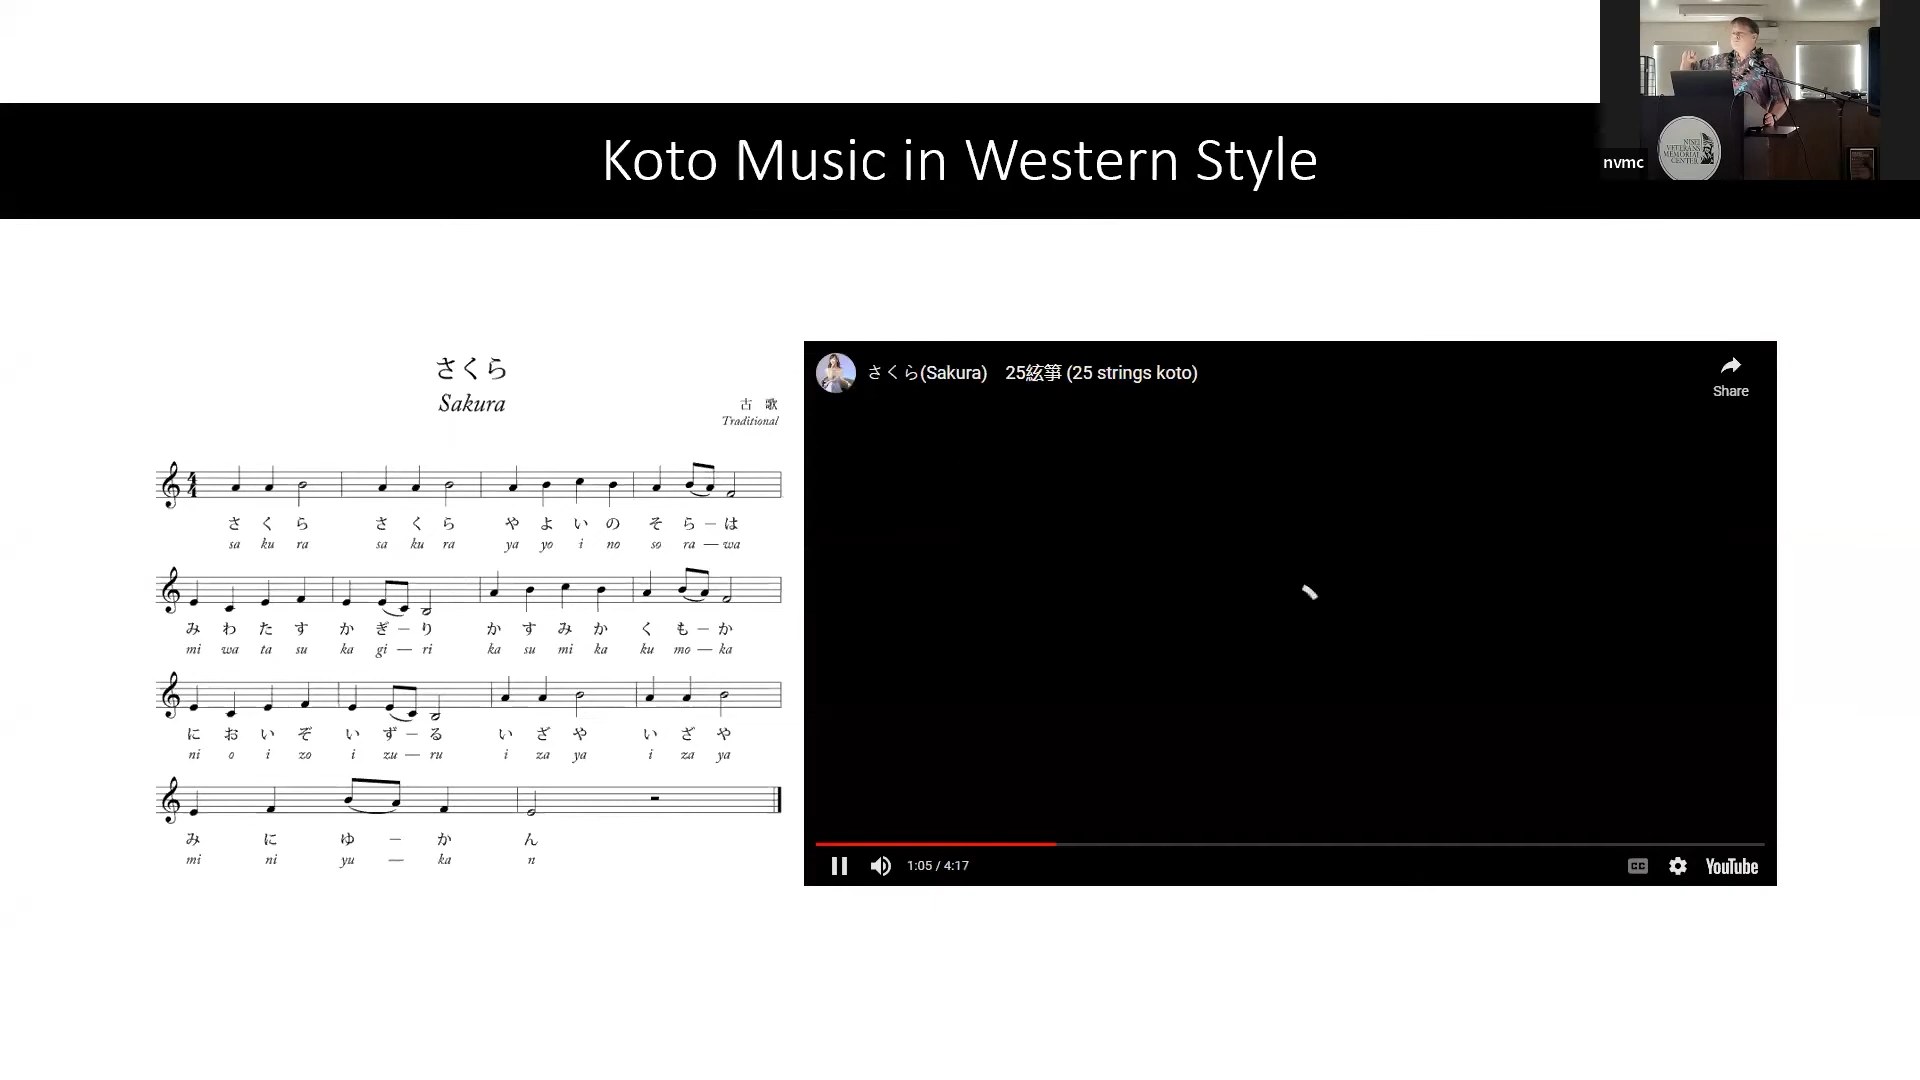 Koto Music in Western Style
nvmc
NISEI
VETERANS
MEMORIAL
CENTER
さくら
Sakura
古 歌
Traditional
さ く ら さ く ら や よ い の そ ら – は
sa ku ra sa ku ra ya yo i no so ra — wa
み わ た す か ぎ – り か す み か く も – か
mi wa ta su ka gi — ri ka su mi ka ku mo — ka
に お い ぞ い ず – る い ざ や い ざ や
ni o i zo i zu — ru i za ya i za ya
み に ゆ – か ん
mi ni yu — ka n
さくら(Sakura) 25絃箏 (25 strings koto)
Share
1:05 / 4:17
CC
YouTube